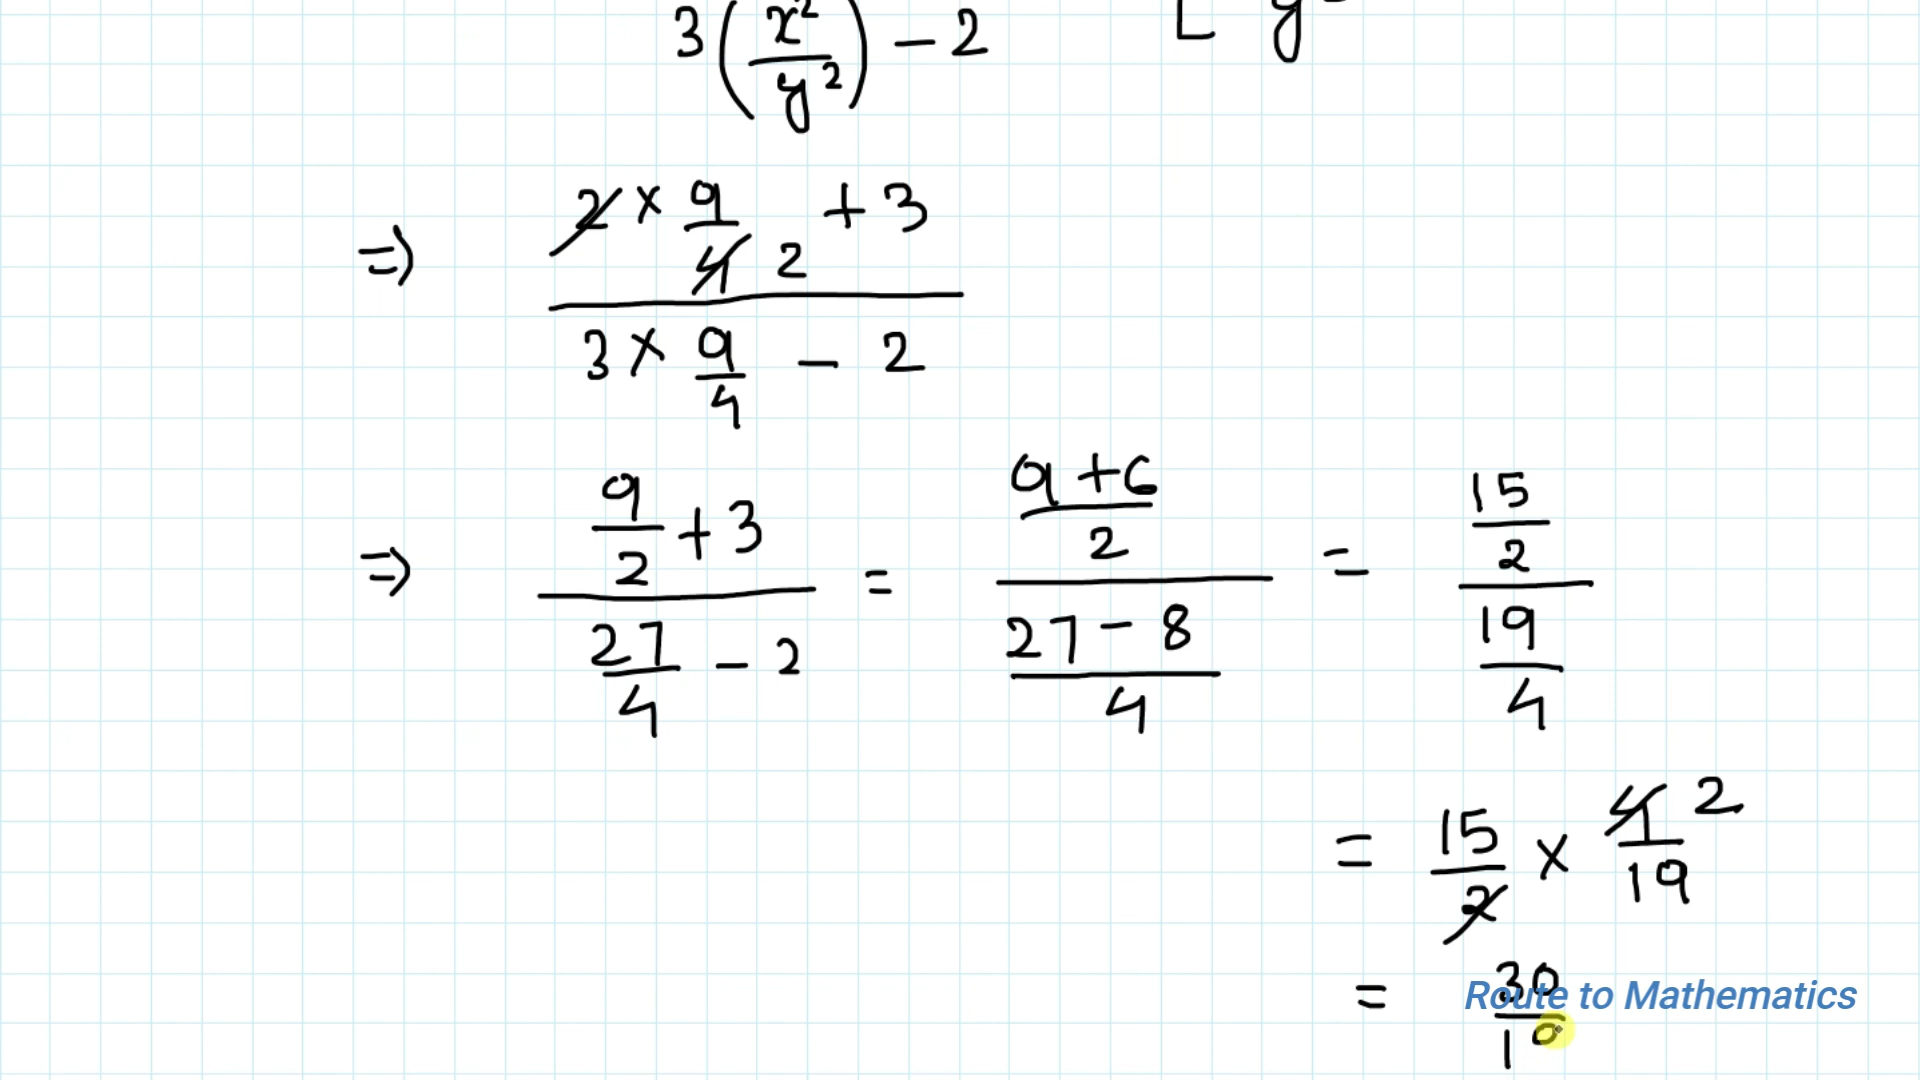 3(x²/y²) - 2 [ y
=> (2 × 9/4 2 + 3)/(3 × 9/4 - 2)
=> (9/2 + 3)/(27/4 - 2) = ((9 + 6)/2)/((27 - 8)/4) = (15/2)/(19/4)
= 15/2 × 4/19 2
= 30/19
Route to Mathematics